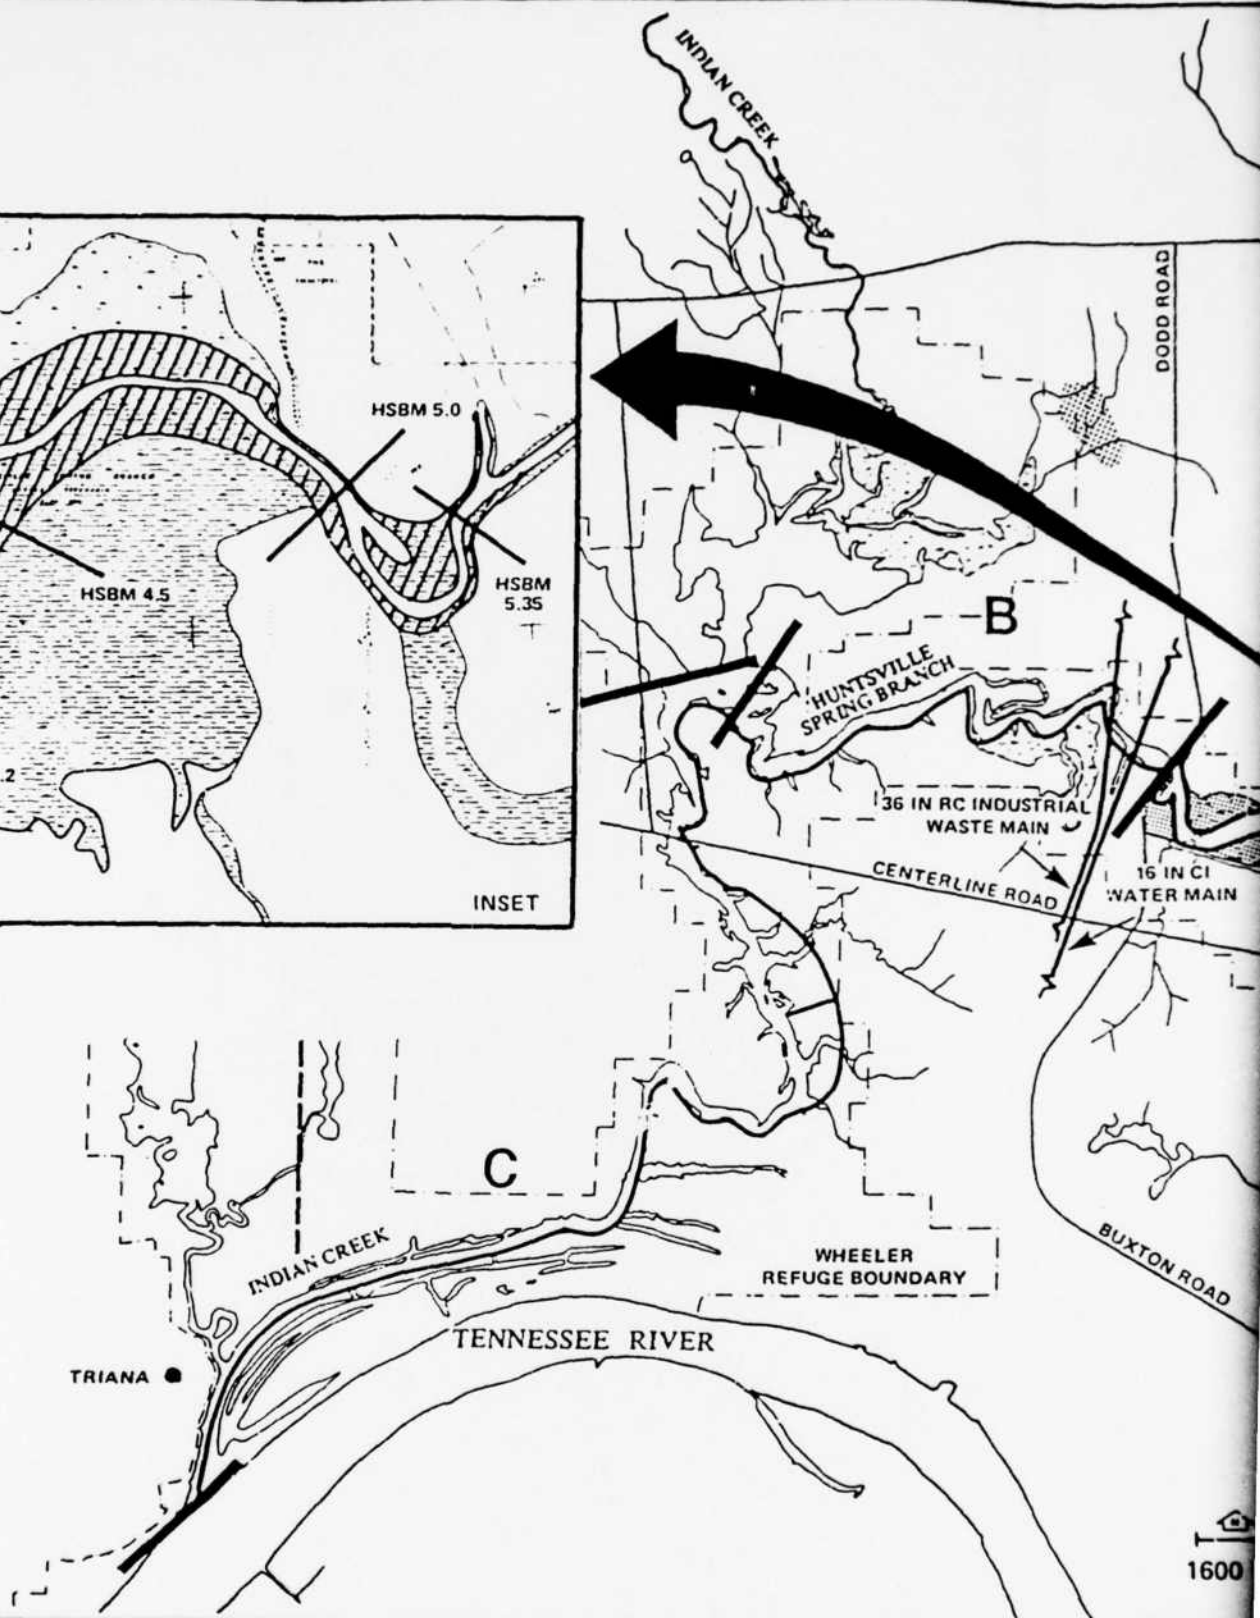 INDIAN CREEK
DODD ROAD
HSBM 5.0
HSBM 4.5
HSBM
5.35
B
HUNTSVILLE
SPRING BRANCH
.2
36 IN RC INDUSTRIAL
WASTE MAIN
16 IN CI
WATER MAIN
CENTERLINE ROAD
INSET
C
INDIAN CREEK
WHEELER
REFUGE BOUNDARY
BUXTON ROAD
TENNESSEE RIVER
TRIANA
1600